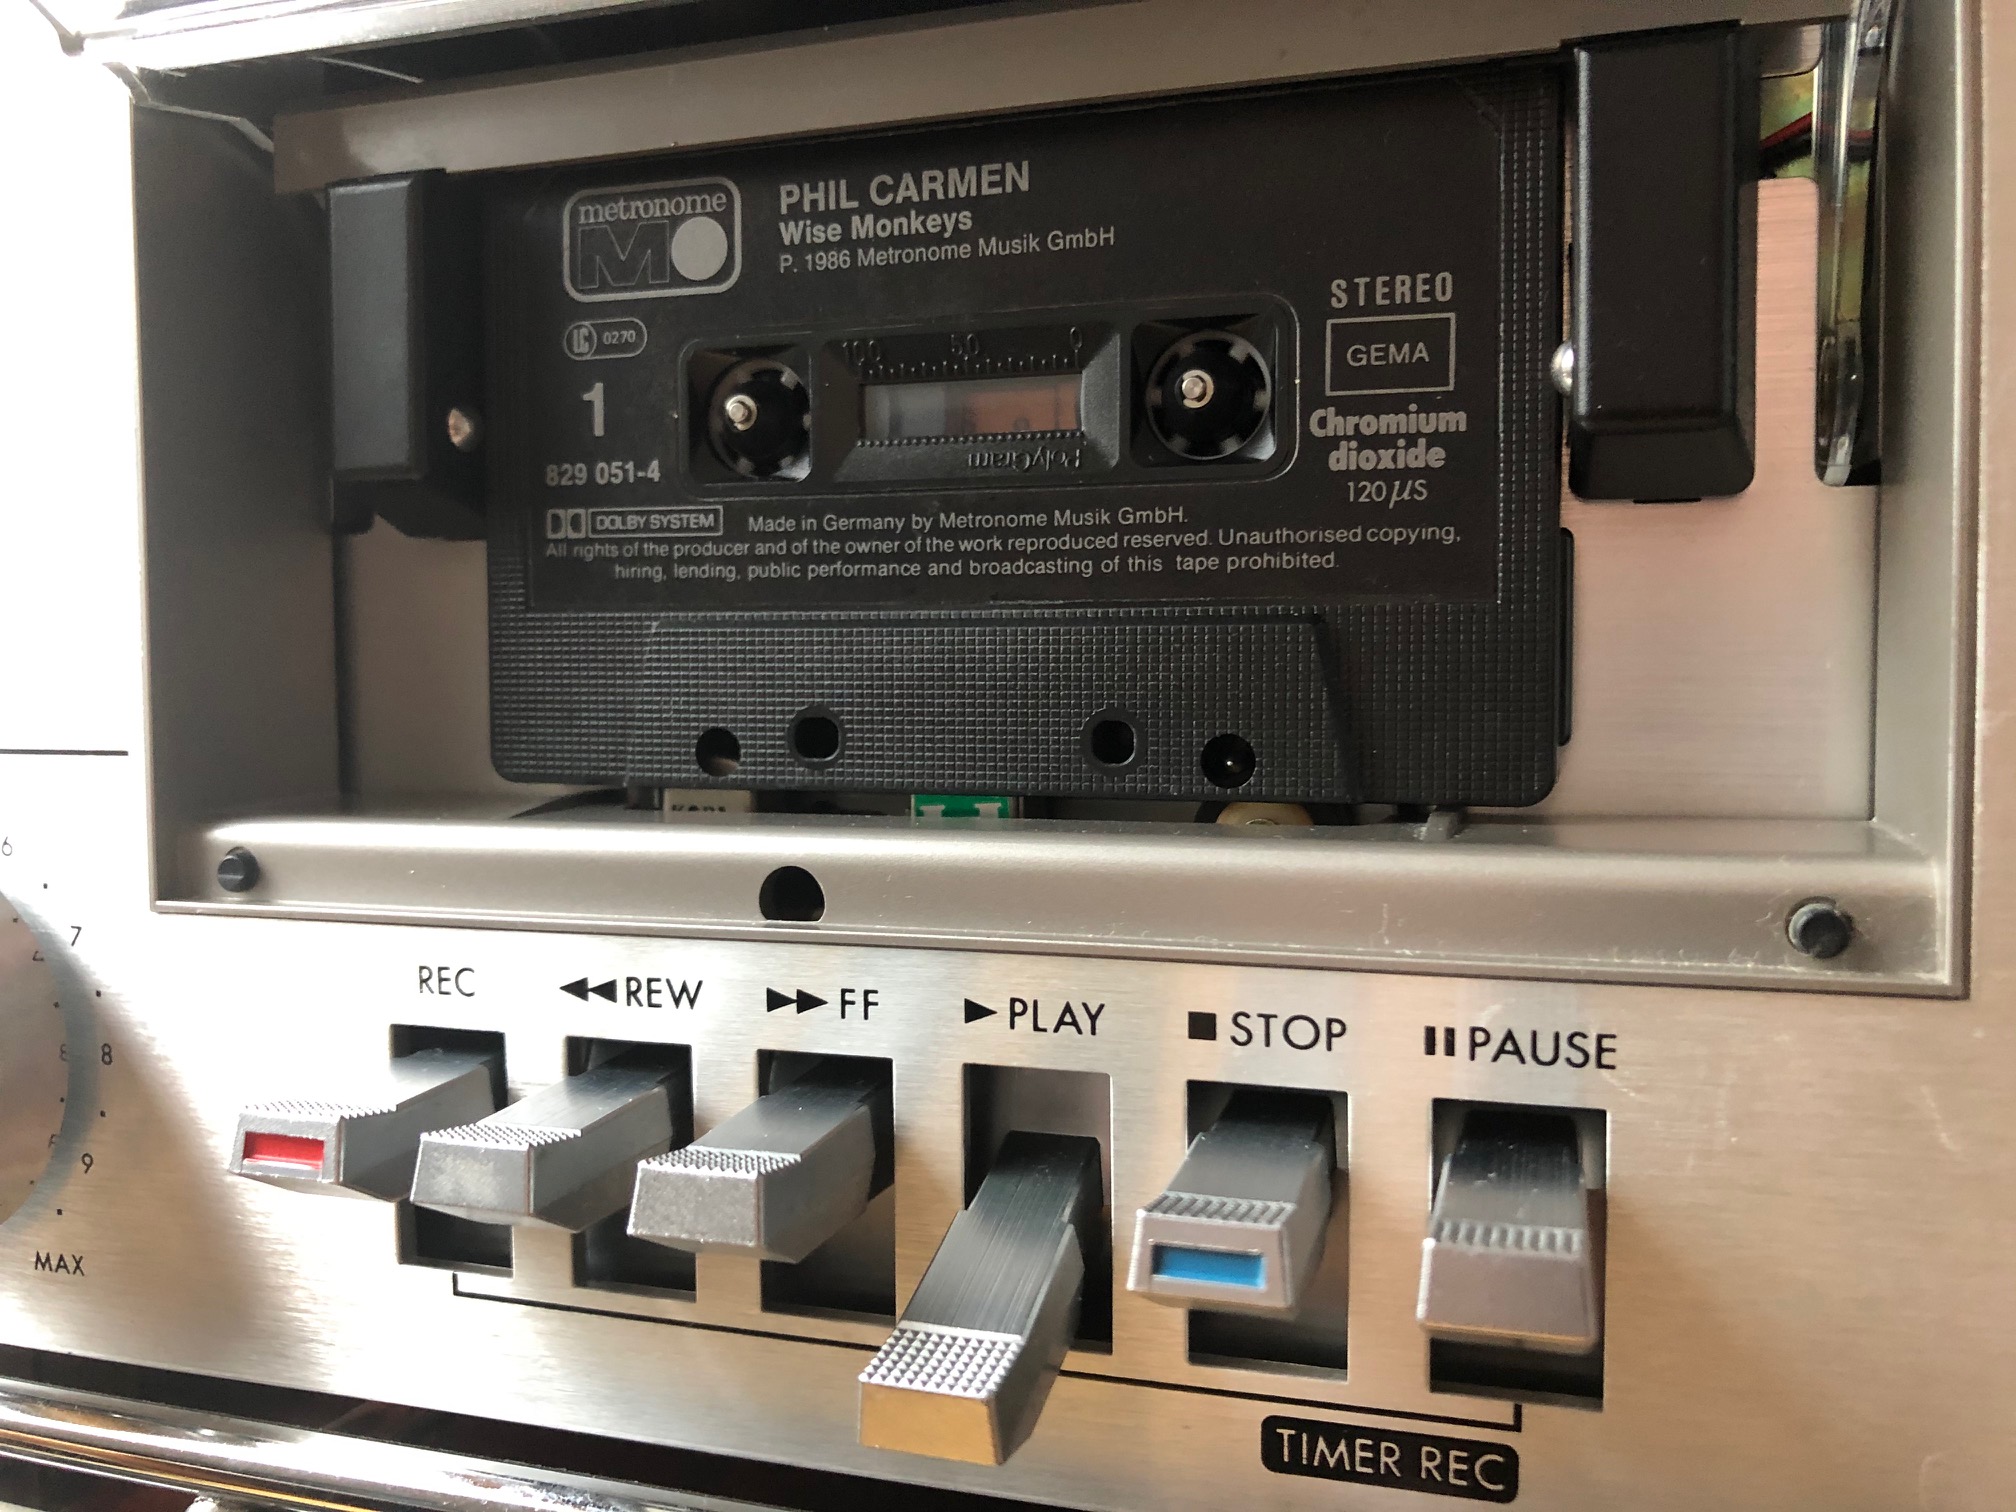 metronome
PHIL CARMEN
Wise Monkeys
P. 1986 Metronome Musik GmbH
STEREO
LC 0270
100 50 0
GEMA
1
Chromium
dioxide
120 µs
PolyGram
829 051-4
DOLBY SYSTEM
Made in Germany by Metronome Musik GmbH.
All rights of the producer and of the owner of the work reproduced reserved. Unauthorised copying,
hiring, lending, public performance and broadcasting of this tape prohibited.
6
7
8
9
MAX
REC
REW
FF
PLAY
STOP
PAUSE
TIMER REC